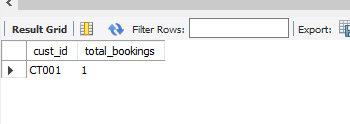 Result Grid Filter Rows: Export:
cust_id total_bookings
CT001 1